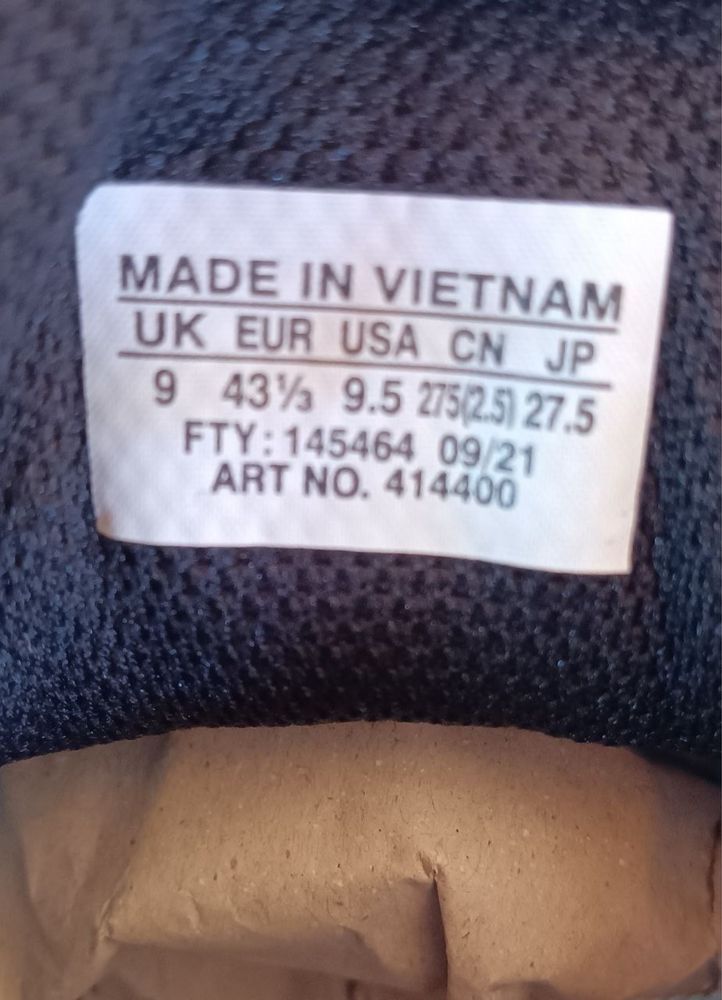 MADE IN VIETNAM
UK EUR USA CN JP
9 43⅓ 9.5 275(2.5) 27.5
FTY: 145464 09/21
ART NO. 414400